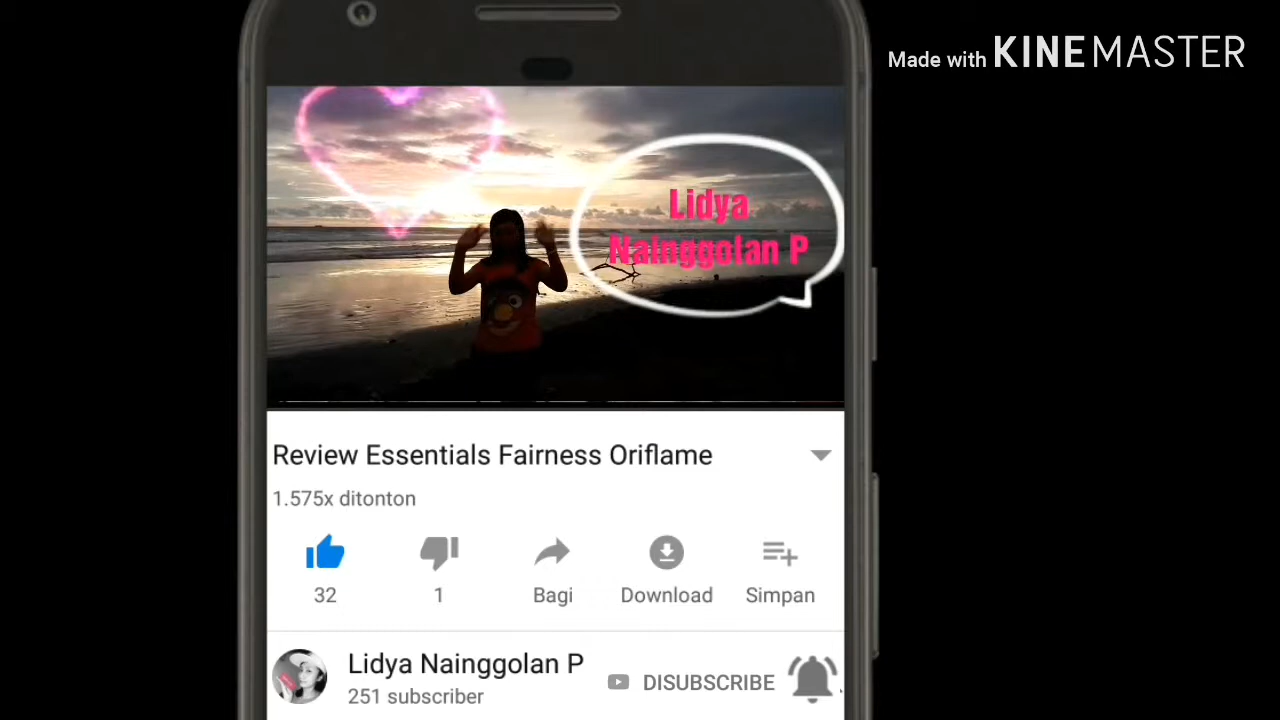 Made with KINEMASTER
Lidya
Nainggolan P
Review Essentials Fairness Oriflame
1.575x ditonton
32
1
Bagi
Download
Simpan
Lidya Nainggolan P
251 subscriber
DISUBSCRIBE